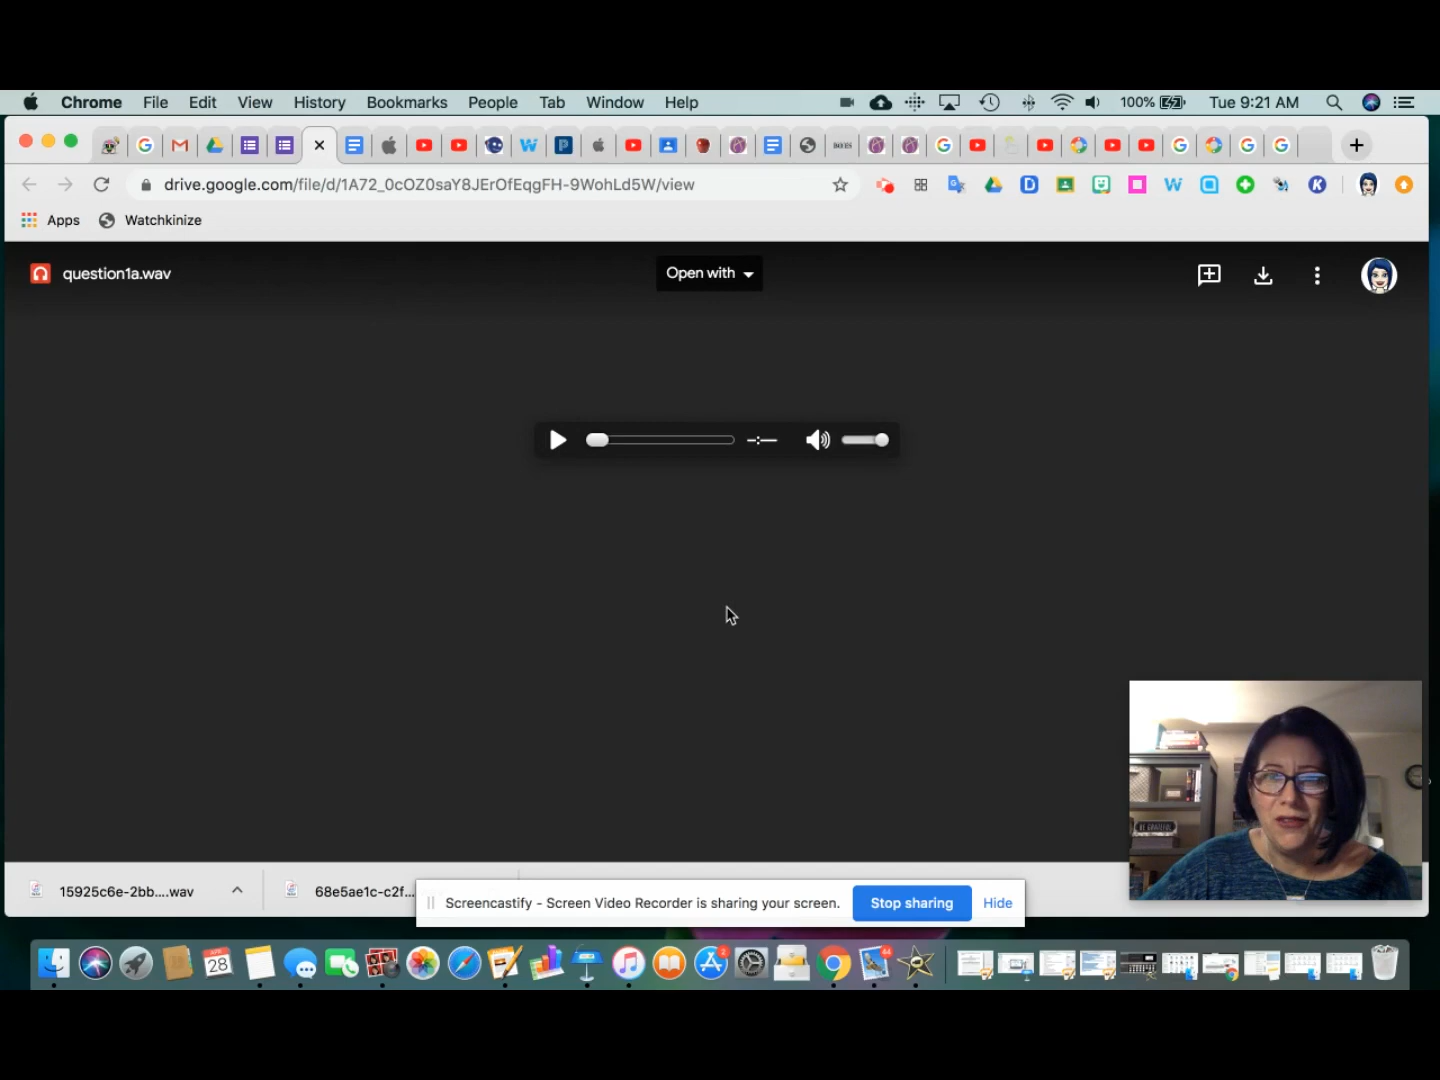 Chrome File Edit View History Bookmarks People Tab Window Help 100% Tue 9:21 AM
drive.google.com/file/d/1A72_0cOZ0saY8JErOfEqgFH-9WohLd5W/view
Apps Watchkinize
question1a.wav Open with
-:--
BE GRATEFUL
15925c6e-2bb....wav 68e5ae1c-c2f...
Screencastify - Screen Video Recorder is sharing your screen. Stop sharing Hide
28